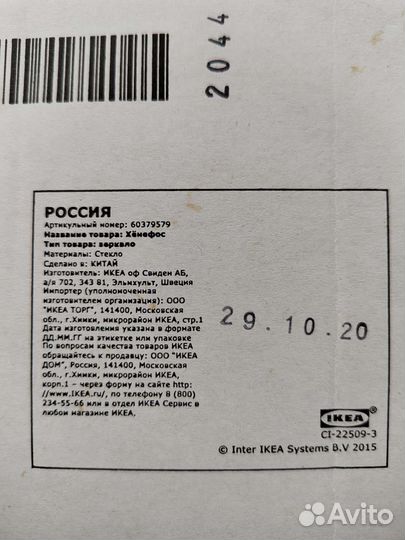 2044
РОССИЯ
Артикульный номер: 60379579
Название товара: Хёнефос
Тип товара: зеркало
Материалы: Стекло
Сделано в: КИТАЙ
Изготовитель: ИКЕА оф Свиден АБ,
а/я 702, 343 81, Эльмхульт, Швеция
Импортер (уполномоченная
изготовителем организация): ООО
"ИКЕА ТОРГ", 141400, Московская
обл., г.Химки, микрорайон ИКЕА, стр.1
Дата изготовления указана в формате
ДД.ММ.ГГ на этикетке или упаковке
По вопросам качества товаров ИКЕА
обращайтесь к продавцу: ООО "ИКЕА
ДОМ", Россия, 141400, Московская
обл., г.Химки, микрорайон ИКЕА,
корп.1 – через форму на сайте http:
//www.IKEA.ru/, по телефону 8 (800)
234-55-66 или в отдел ИКЕА Сервис в
любом магазине ИКЕА,
29.10.20
IKEA
CI-22509-3
© Inter IKEA Systems B.V 2015
Avito